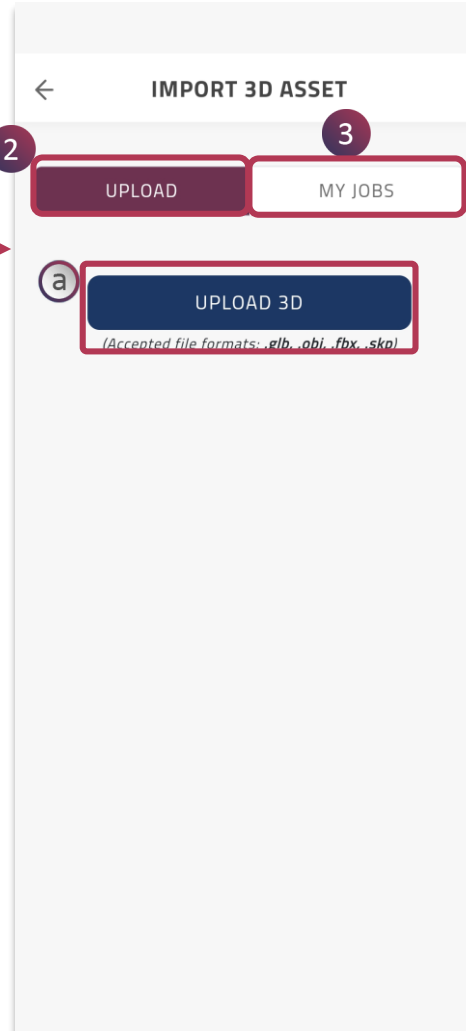 IMPORT 3D ASSET
2
3
UPLOAD
MY JOBS
a
UPLOAD 3D
(Accepted file formats: .glb, .obj, .fbx, .skp)